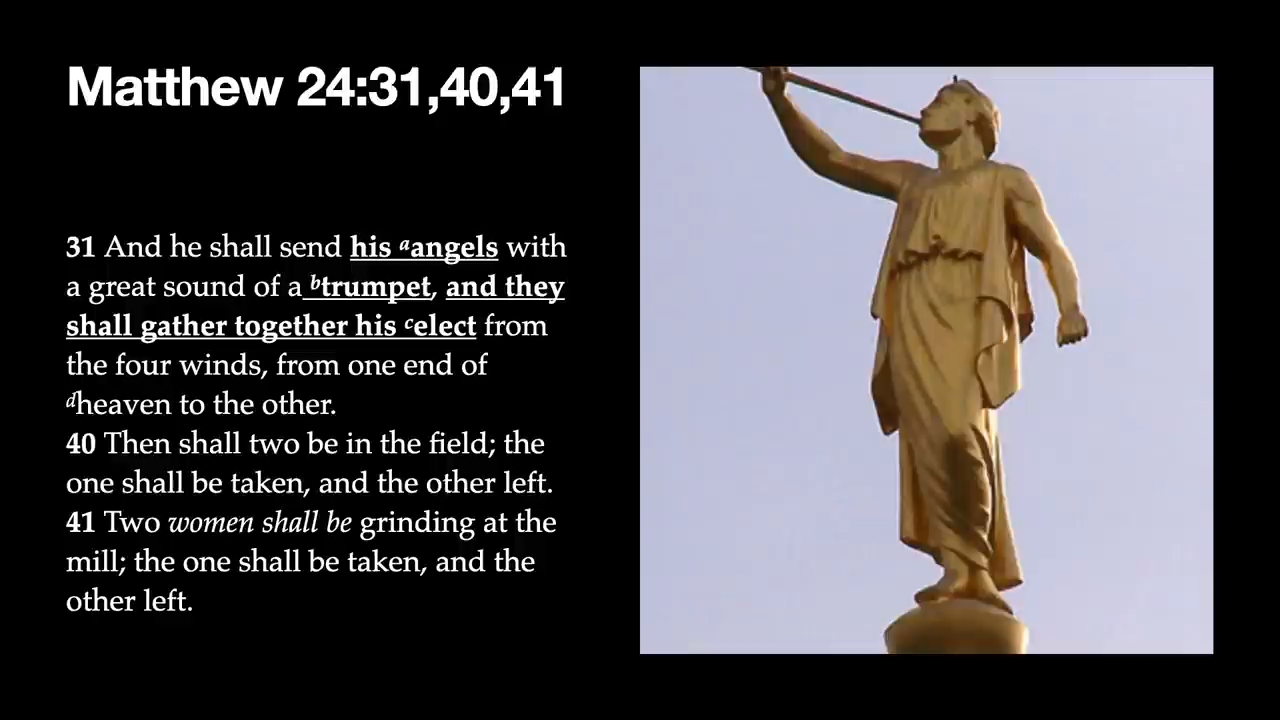 Matthew 24:31,40,41
31 And he shall send his aangels with
a great sound of a btrumpet, and they
shall gather together his celect from
the four winds, from one end of
dheaven to the other.
40 Then shall two be in the field; the
one shall be taken, and the other left.
41 Two women shall be grinding at the
mill; the one shall be taken, and the
other left.